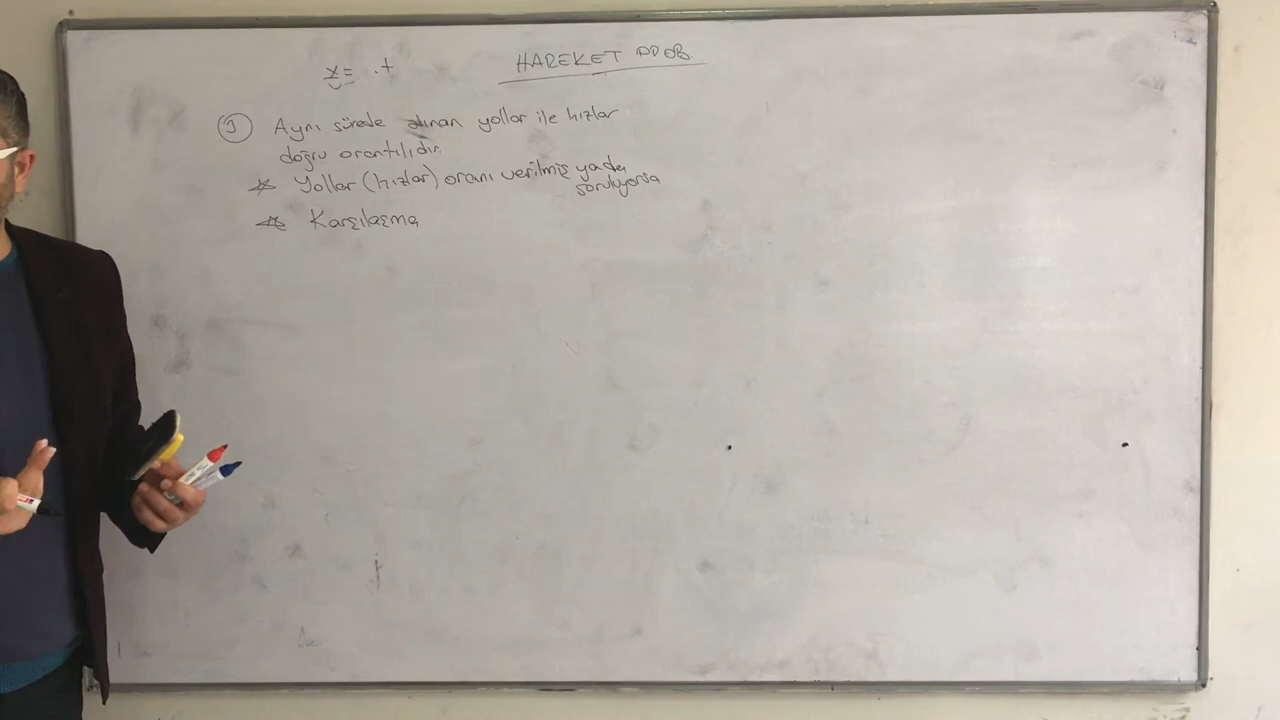 x = .t
HAREKET PROB.
1 Aynı sürede alınan yollar ile hızlar
doğru orantılıdır.
☆ Yollar (hızlar) oranı verilmiş yada
soruluyorsa
☆ Karşılaşma